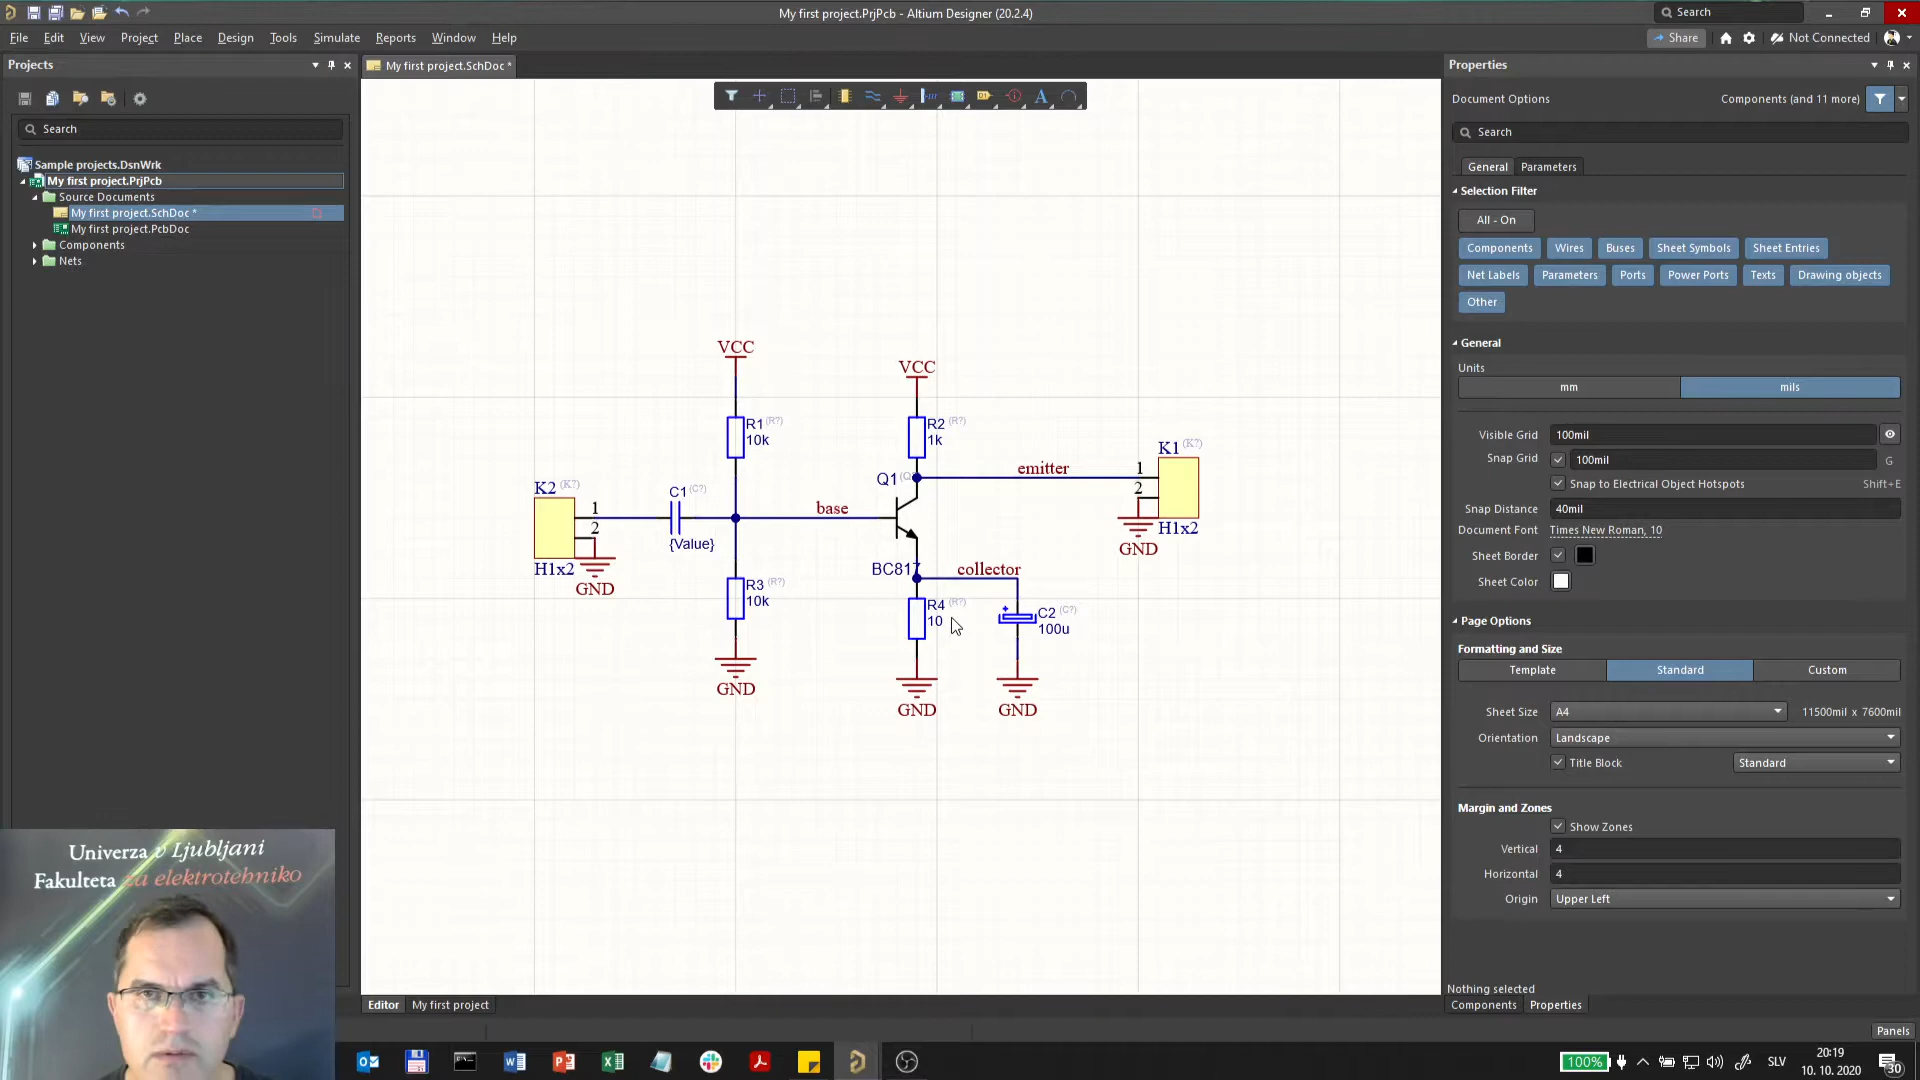 My first project.PrjPcb - Altium Designer (20.2.4)
Search
File Edit View Project Place Design Tools Simulate Reports Window Help
Share
Not Connected
Projects
My first project.SchDoc *
Properties
Document Options
Components (and 11 more)
Search
Search
General
Parameters
Sample projects.DsnWrk
My first project.PrjPcb
Source Documents
My first project.SchDoc *
My first project.PcbDoc
Components
Nets
Selection Filter
All - On
Components Wires Buses Sheet Symbols Sheet Entries
Net Labels Parameters Ports Power Ports Texts Drawing objects
Other
General
Units
mm
mils
Visible Grid 100mil
Snap Grid 100mil G
Snap to Electrical Object Hotspots Shift+E
Snap Distance 40mil
Document Font Times New Roman, 10
Sheet Border
Sheet Color
Page Options
Formatting and Size
Template Standard Custom
Sheet Size A4 11500mil x 7600mil
Orientation Landscape
Title Block Standard
Margin and Zones
Show Zones
Vertical 4
Horizontal 4
Origin Upper Left
Nothing selected
Components Properties
Panels
VCC
VCC
R1 (R?)
10k
R2 (R?)
1k
K1 (K?)
emitter
1
2
H1x2
GND
Q1
K2 (K?)
1
2
H1x2
GND
C1 (C?)
{Value}
base
BC817
collector
R3 (R?)
10k
R4 (R?)
10
C2 (C?)
100u
GND
GND
GND
Editor My first project
Univerza v Ljubljani
Fakulteta za elektrotehniko
100%
SLV
20:19
10. 10. 2020
30